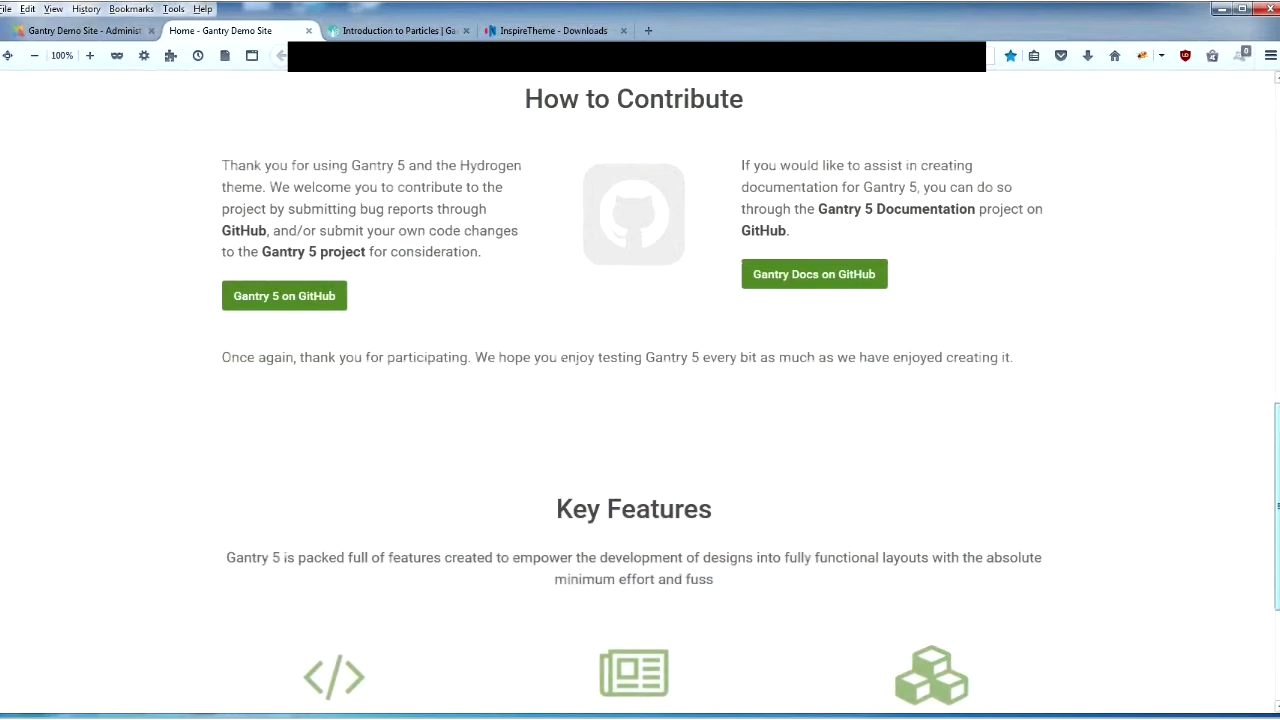 File Edit View History Bookmarks Tools Help
Gantry Demo Site - Administ
Home - Gantry Demo Site
Introduction to Particles | Ga
InspireTheme - Downloads
100%
0
How to Contribute
Thank you for using Gantry 5 and the Hydrogen
theme. We welcome you to contribute to the
project by submitting bug reports through
GitHub, and/or submit your own code changes
to the Gantry 5 project for consideration.
Gantry 5 on GitHub
If you would like to assist in creating
documentation for Gantry 5, you can do so
through the Gantry 5 Documentation project on
GitHub.
Gantry Docs on GitHub
Once again, thank you for participating. We hope you enjoy testing Gantry 5 every bit as much as we have enjoyed creating it.
Key Features
Gantry 5 is packed full of features created to empower the development of designs into fully functional layouts with the absolute
minimum effort and fuss